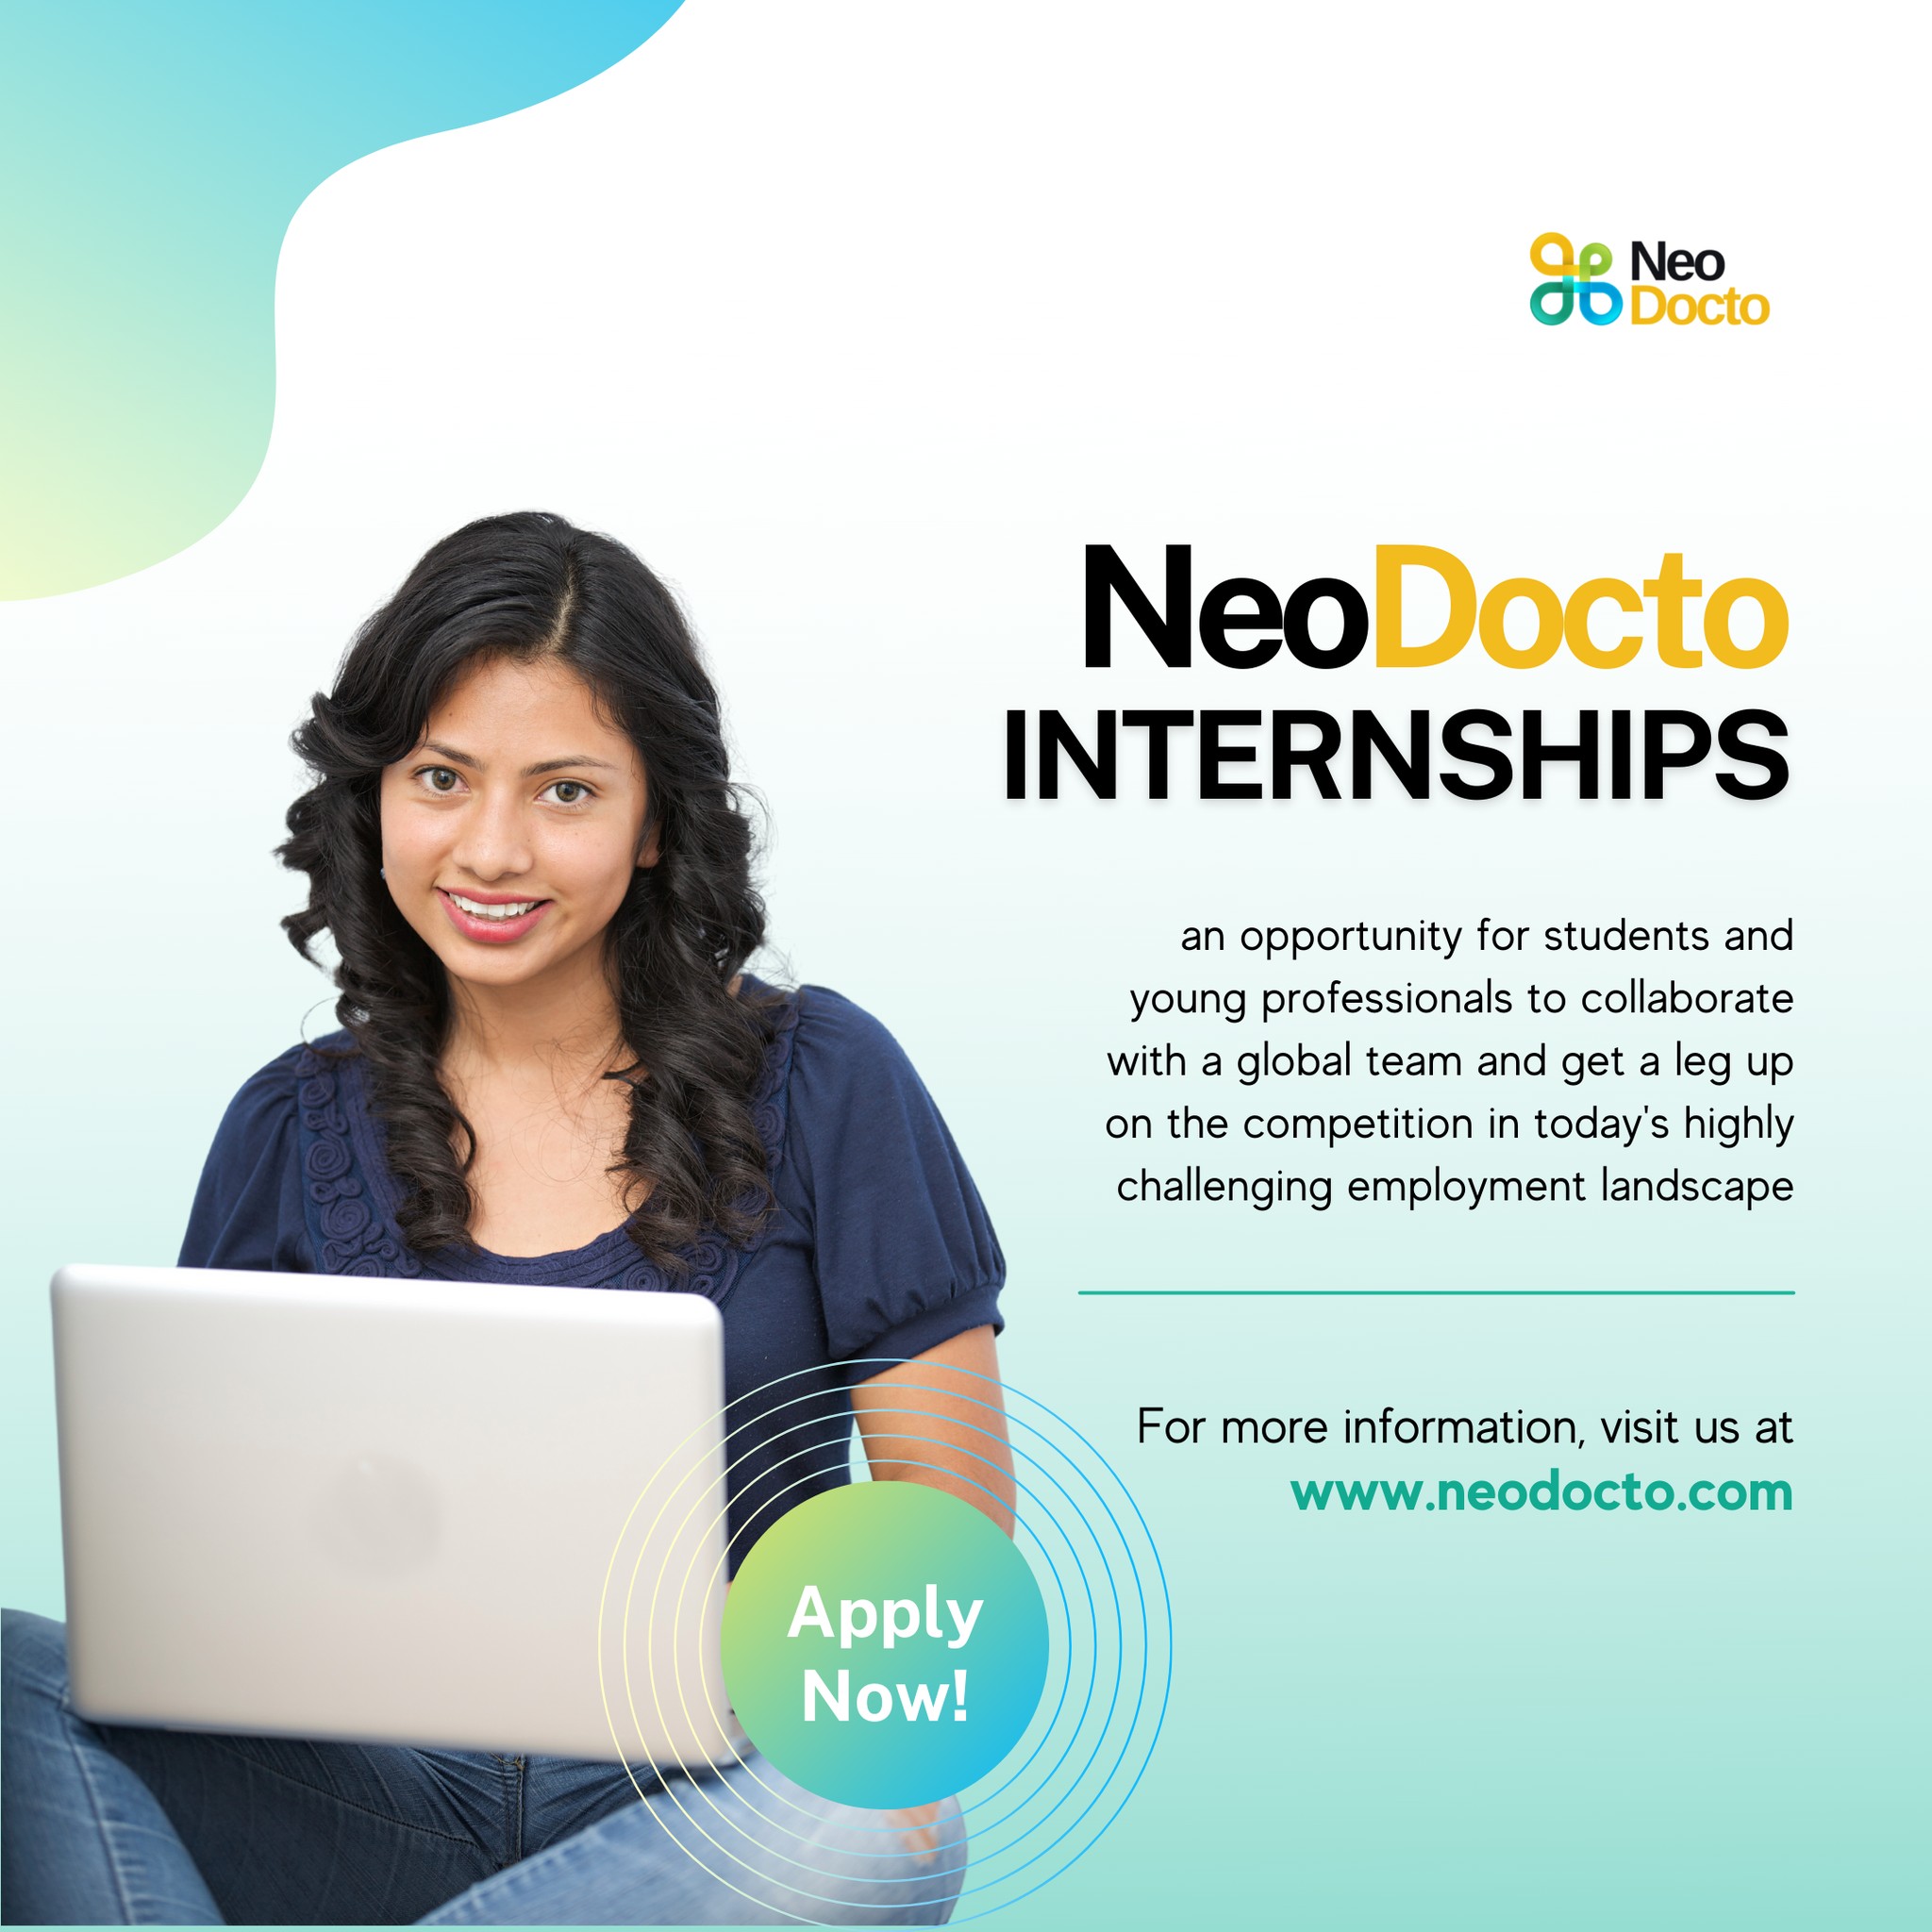 Neo
Docto
NeoDocto
INTERNSHIPS
an opportunity for students and
young professionals to collaborate
with a global team and get a leg up
on the competition in today's highly
challenging employment landscape
For more information, visit us at
www.neodocto.com
Apply
Now!